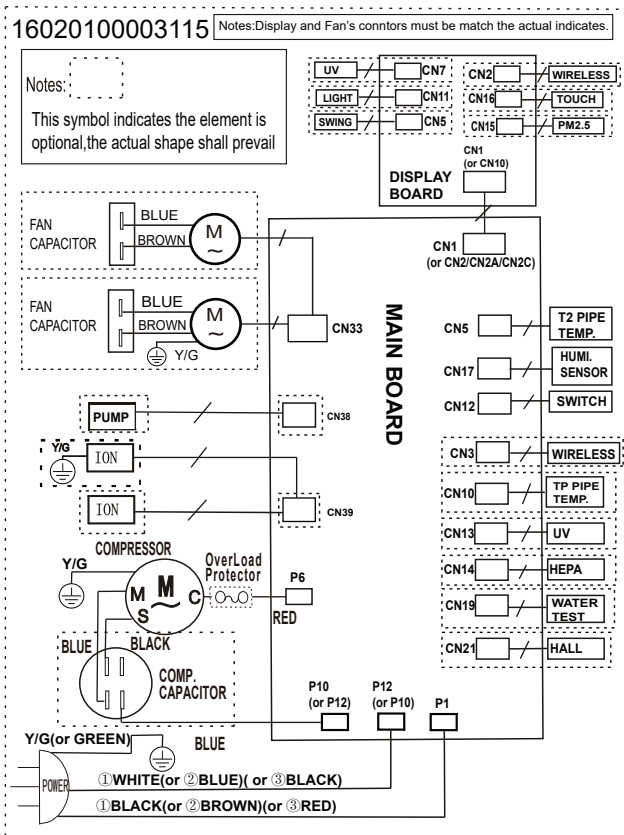 16020100003115
Notes:Display and Fan's conntors must be match the actual indicates.
Notes:
This symbol indicates the element is
optional,the actual shape shall prevail
UV
CN7
LIGHT
CN11
SWING
CN5
CN2
WIRELESS
CN16
TOUCH
CN15
PM2.5
CN1
(or CN10)
DISPLAY
BOARD
CN1
(or CN2/CN2A/CN2C)
FAN
CAPACITOR
BLUE
BROWN
M
~
FAN
CAPACITOR
BLUE
BROWN
Y/G
M
~
CN33
MAIN BOARD
CN5
T2 PIPE
TEMP.
CN17
HUMI.
SENSOR
CN12
SWITCH
PUMP
CN38
Y/G
ION
ION
CN39
CN3
WIRELESS
CN10
TP PIPE
TEMP.
CN13
UV
CN14
HEPA
CN19
WATER
TEST
CN21
HALL
COMPRESSOR
Y/G
M
M
~
C
S
OverLoad
Protector
P6
RED
BLUE
BLACK
COMP.
CAPACITOR
P10
(or P12)
P12
(or P10)
P1
BLUE
Y/G(or GREEN)
POWER
①WHITE(or ②BLUE)( or ③BLACK)
①BLACK(or ②BROWN)(or ③RED)